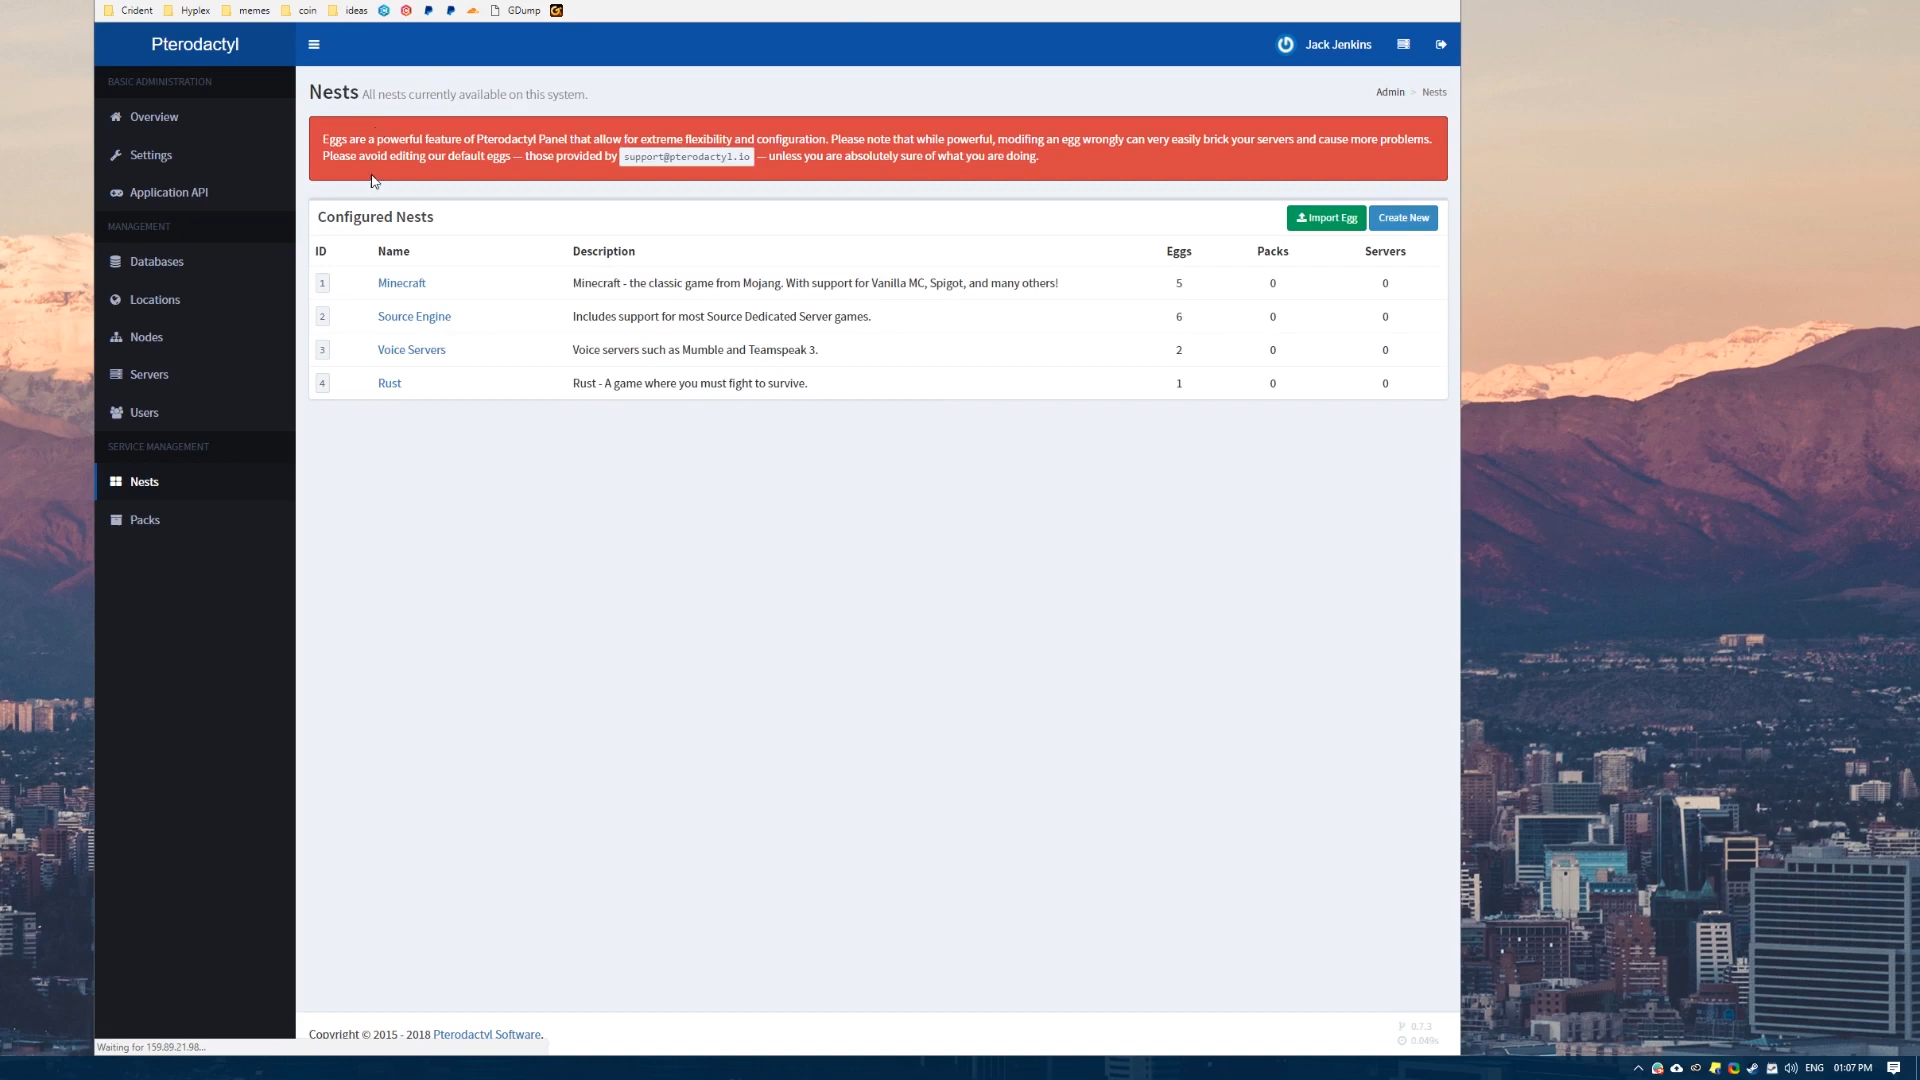 Crident Hyplex memes coin ideas GDump
Pterodactyl
Jack Jenkins
BASIC ADMINISTRATION
Overview
Settings
Application API
MANAGEMENT
Databases
Locations
Nodes
Servers
Users
SERVICE MANAGEMENT
Nests
Packs
Nests All nests currently available on this system.
Admin > Nests
Eggs are a powerful feature of Pterodactyl Panel that allow for extreme flexibility and configuration. Please note that while powerful, modifing an egg wrongly can very easily brick your servers and cause more problems.
Please avoid editing our default eggs — those provided by support@pterodactyl.io — unless you are absolutely sure of what you are doing.
Configured Nests
Import Egg Create New
ID Name Description Eggs Packs Servers
1 Minecraft Minecraft - the classic game from Mojang. With support for Vanilla MC, Spigot, and many others! 5 0 0
2 Source Engine Includes support for most Source Dedicated Server games. 6 0 0
3 Voice Servers Voice servers such as Mumble and Teamspeak 3. 2 0 0
4 Rust Rust - A game where you must fight to survive. 1 0 0
Copyright © 2015 - 2018 Pterodactyl Software.
0.7.3
0.049s
Waiting for 159.89.21.98...
ENG 01:07 PM